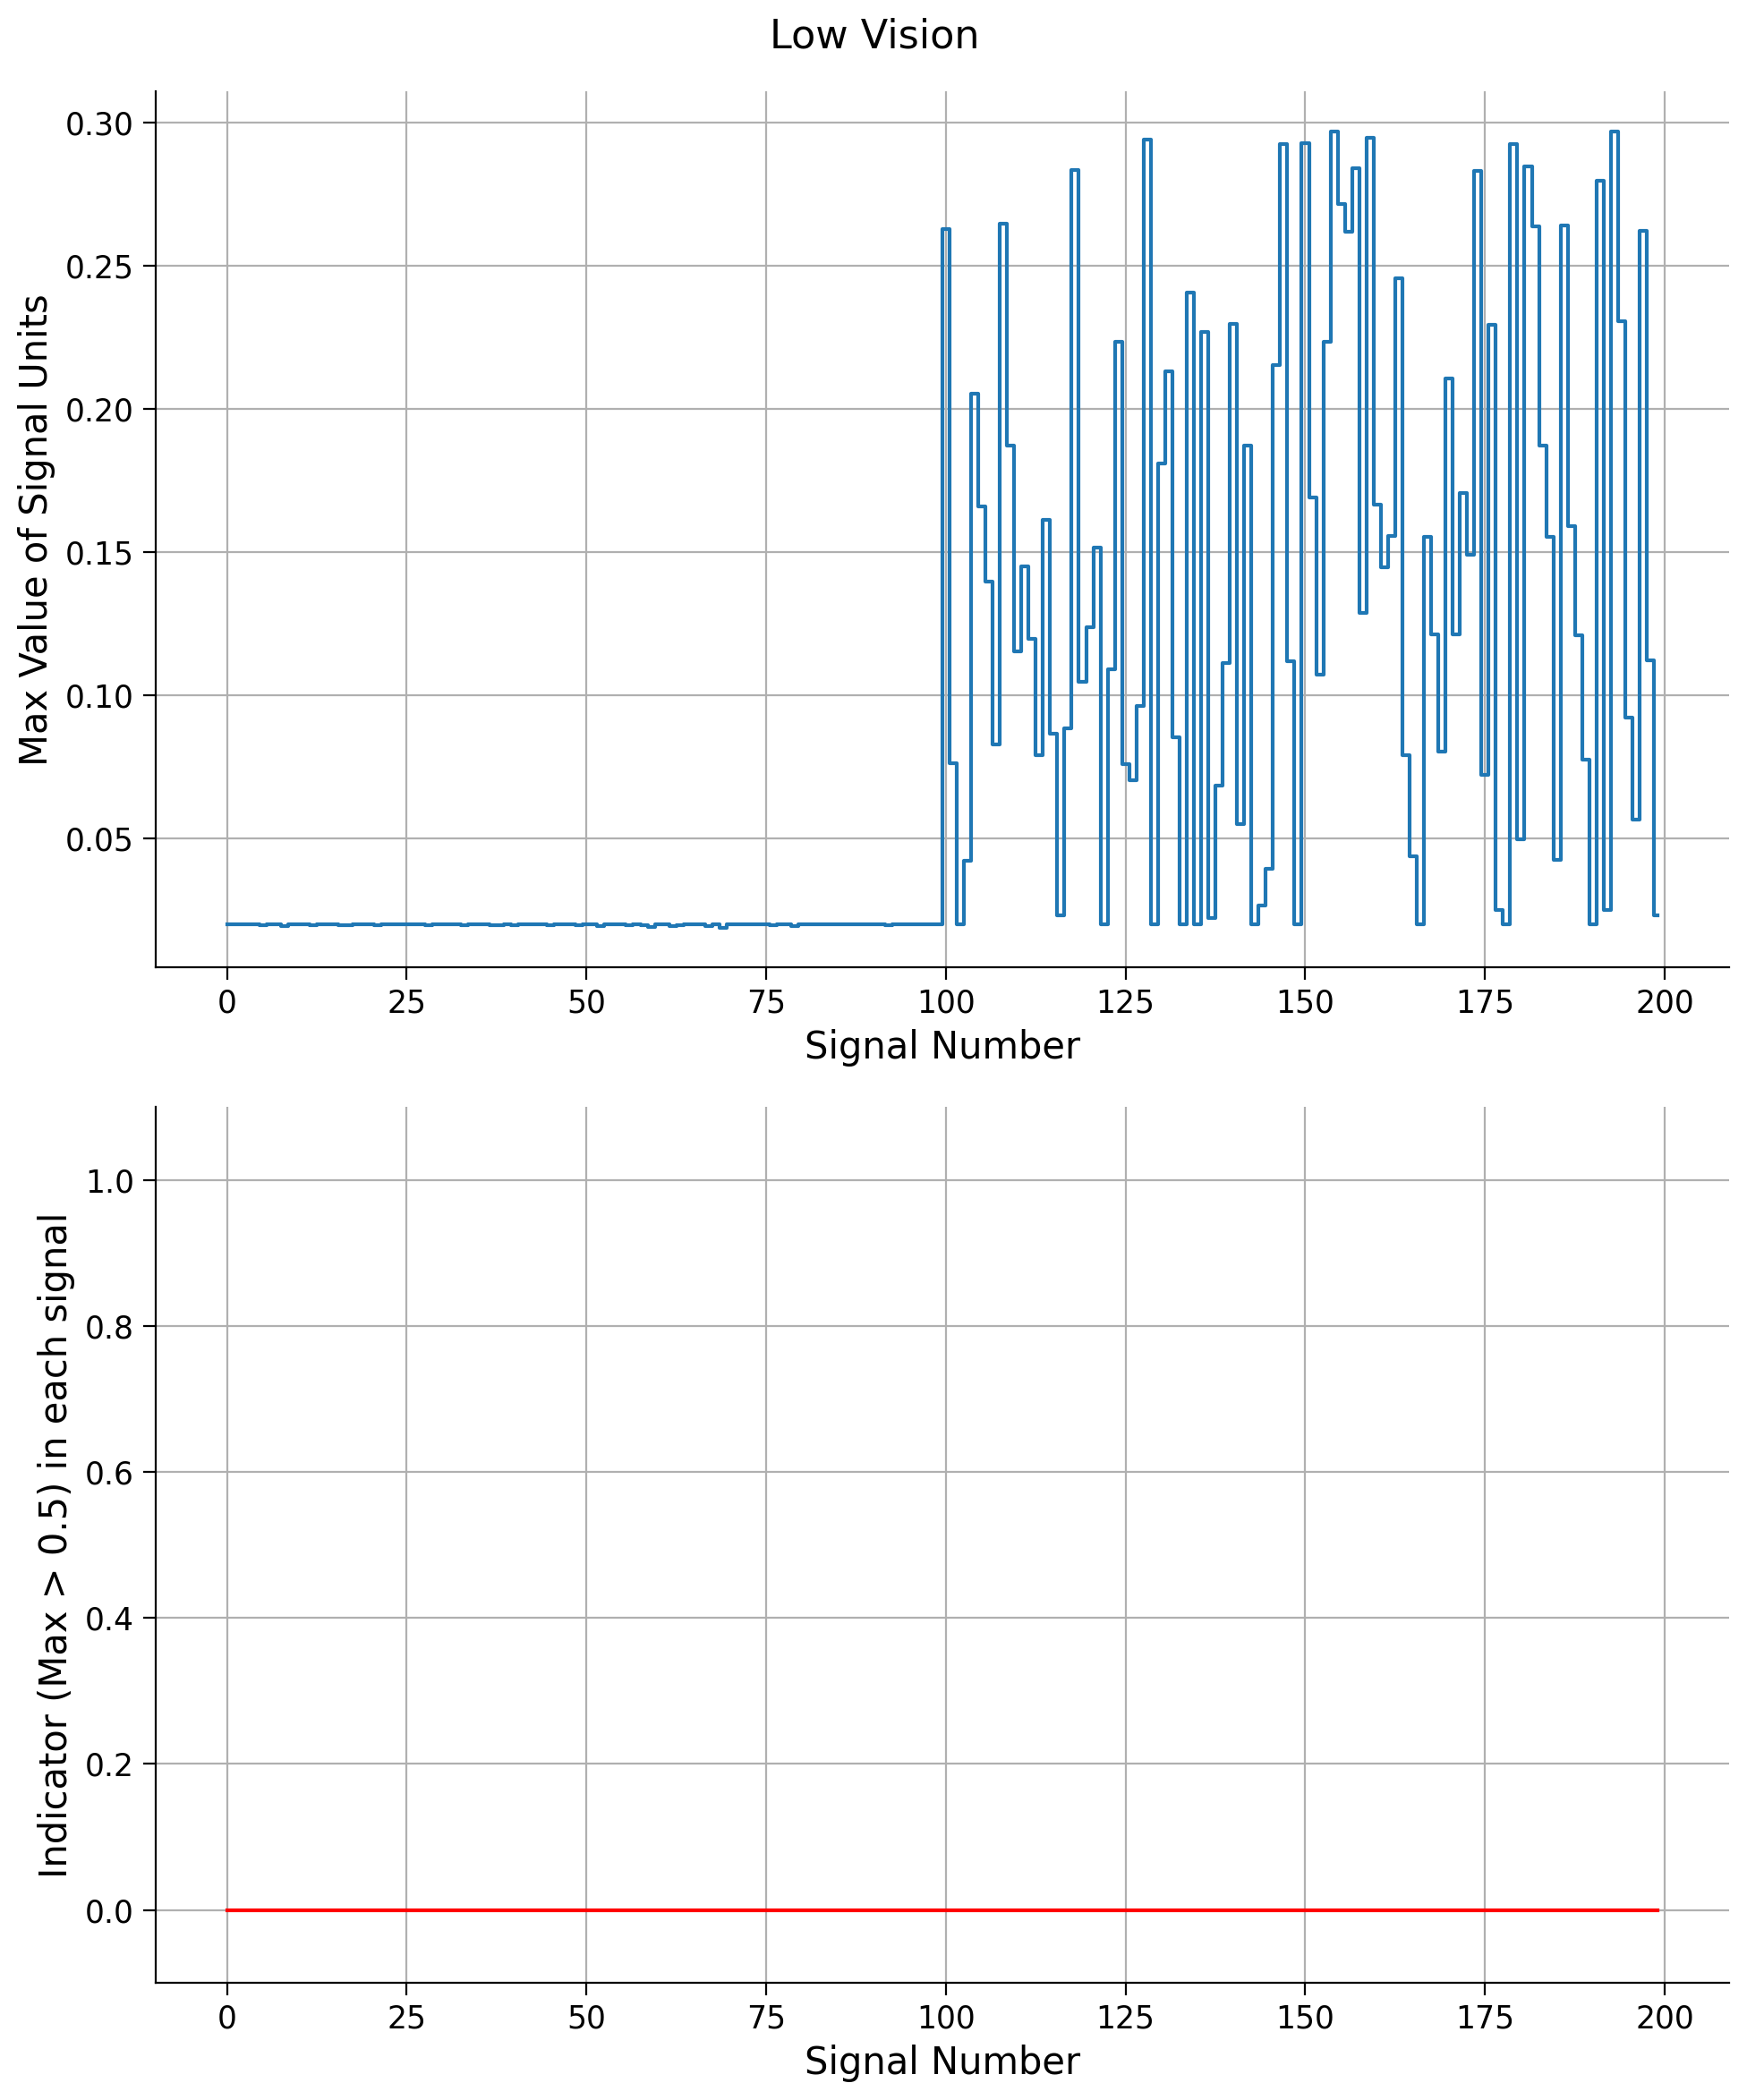 Low Vision
Max Value of Signal Units
0.30
0.25
0.20
0.15
0.10
0.05
0 25 50 75 100 125 150 175 200
Signal Number
Indicator (Max > 0.5) in each signal
1.0
0.8
0.6
0.4
0.2
0.0
0 25 50 75 100 125 150 175 200
Signal Number